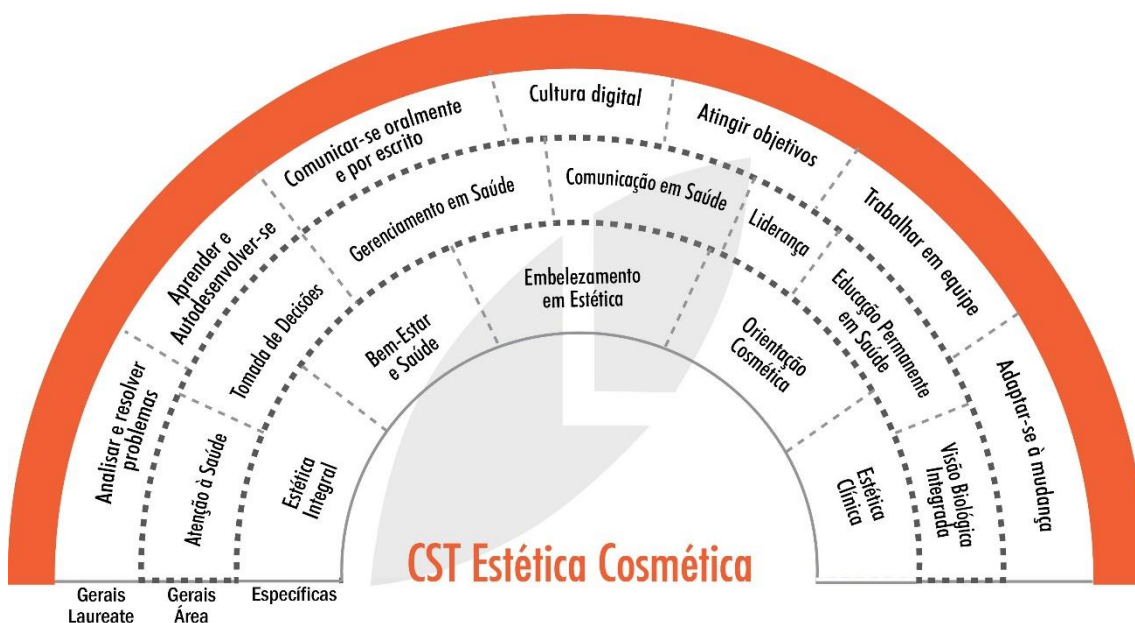 Analisar e resolver
problemas
Aprender e
Autodesenvolver-se
Comunicar-se oralmente
e por escrito
Cultura digital
Atingir objetivos
Trabalhar em equipe
Adaptar-se à mudança
Atenção à Saúde
Tomada de Decisões
Gerenciamento em Saúde
Comunicação em Saúde
Liderança
Educação Permanente
em Saúde
Visão Biológica
Integrada
Estética
Integral
Bem-Estar
e Saúde
Embelezamento
em Estética
Orientação
Cosmética
Estética
Clínica
CST Estética Cosmética
Gerais
Laureate
Gerais
Área
Específicas